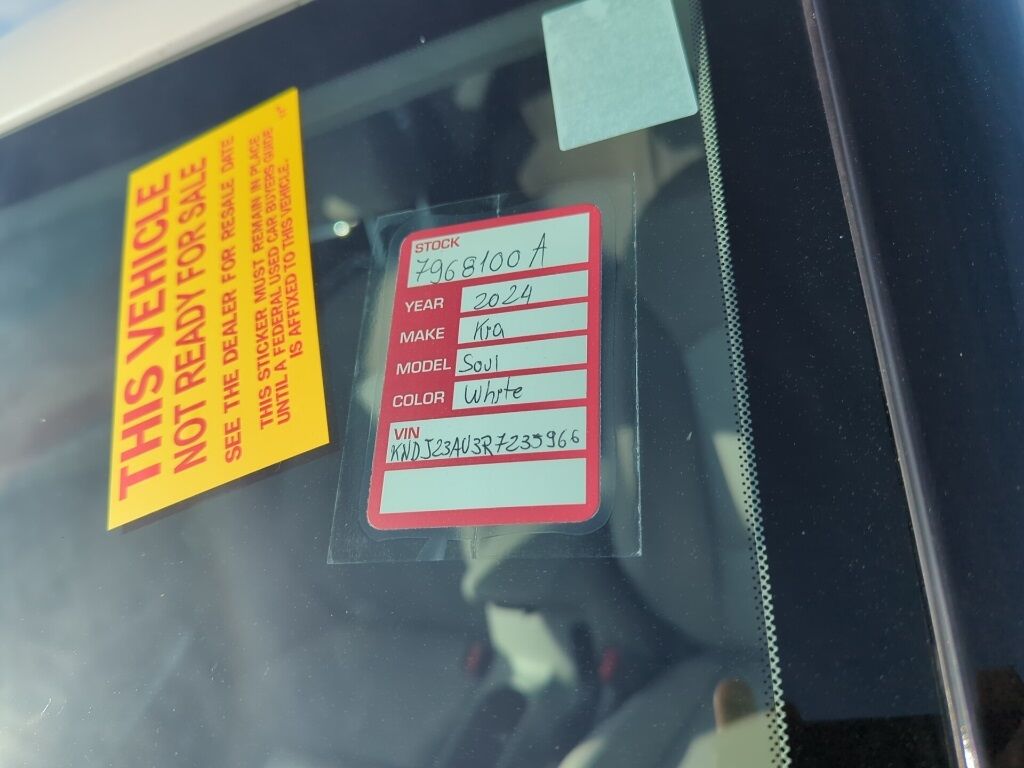 THIS VEHICLE
NOT READY FOR SALE
SEE THE DEALER FOR RESALE DATE
THIS STICKER MUST REMAIN IN PLACE
UNTIL A FEDERAL USED CAR BUYERS GUIDE
IS AFFIXED TO THIS VEHICLE.
STOCK
7968100 A
YEAR 2024
MAKE Kia
MODEL Soul
COLOR White
VIN
KNDJ23AU3R7235966